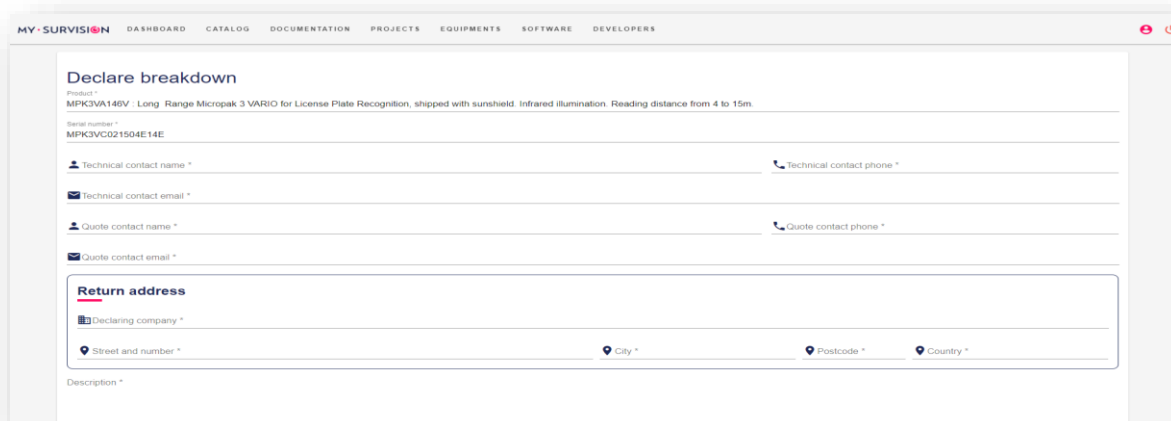 MY·SURVISION DASHBOARD CATALOG DOCUMENTATION PROJECTS EQUIPMENTS SOFTWARE DEVELOPERS
Declare breakdown
Product *
MPK3VA146V : Long Range Micropak 3 VARIO for License Plate Recognition, shipped with sunshield. Infrared illumination. Reading distance from 4 to 15m.
Serial number *
MPK3VC021504E14E
Technical contact name * Technical contact phone *
Technical contact email *
Quote contact name * Quote contact phone *
Quote contact email *
Return address
Declaring company *
Street and number * City * Postcode * Country *
Description *